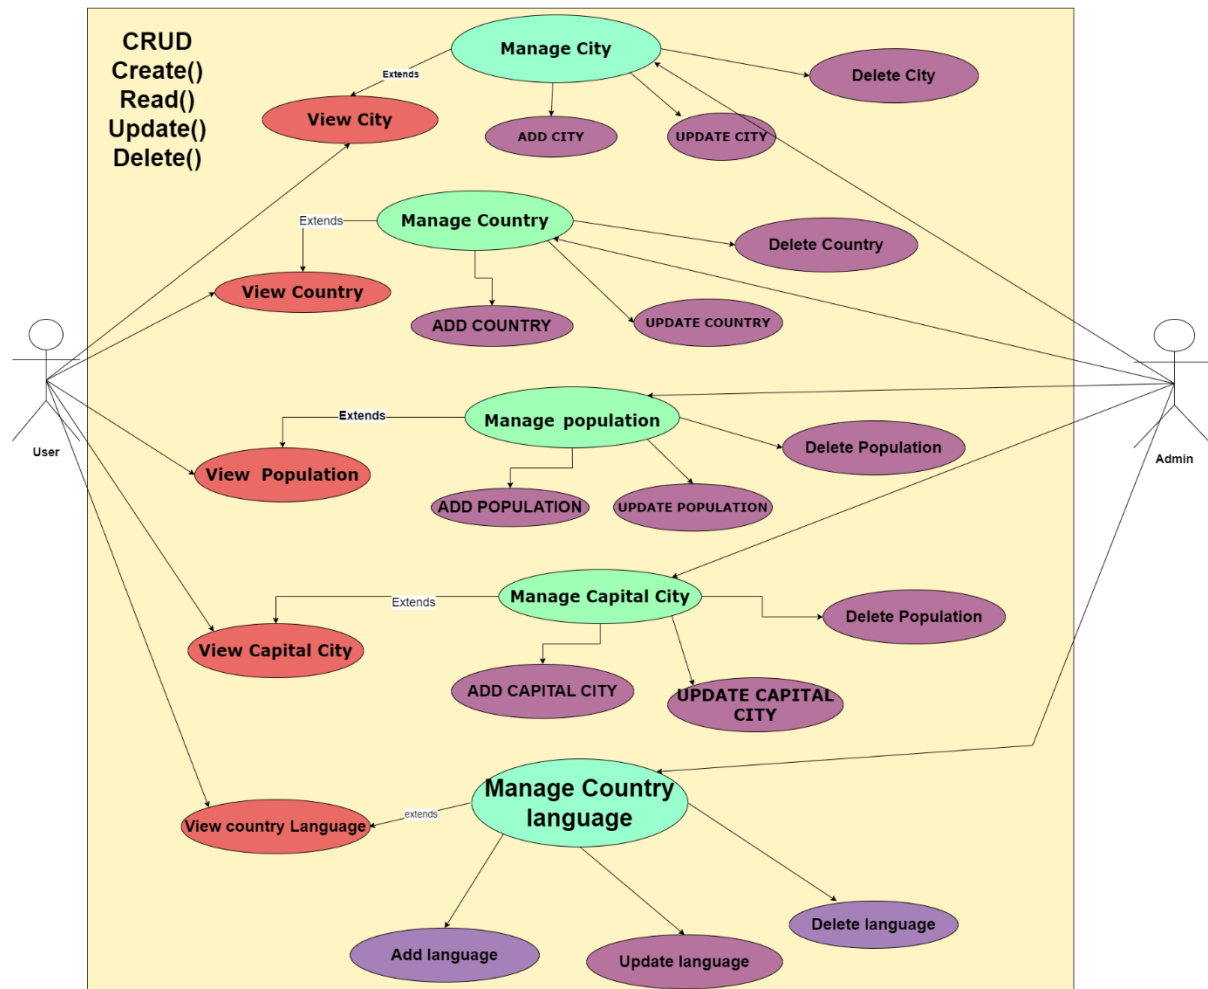 CRUD
Create()
Read()
Update()
Delete()
Manage City
Delete City
Extends
View City
ADD CITY
UPDATE CITY
Manage Country
Extends
Delete Country
View Country
ADD COUNTRY
UPDATE COUNTRY
User
Admin
Manage population
Extends
Delete Population
View Population
ADD POPULATION
UPDATE POPULATION
Manage Capital City
Extends
Delete Population
View Capital City
ADD CAPITAL CITY
UPDATE CAPITAL
CITY
Manage Country
language
View country Language
extends
Delete language
Add language
Update language